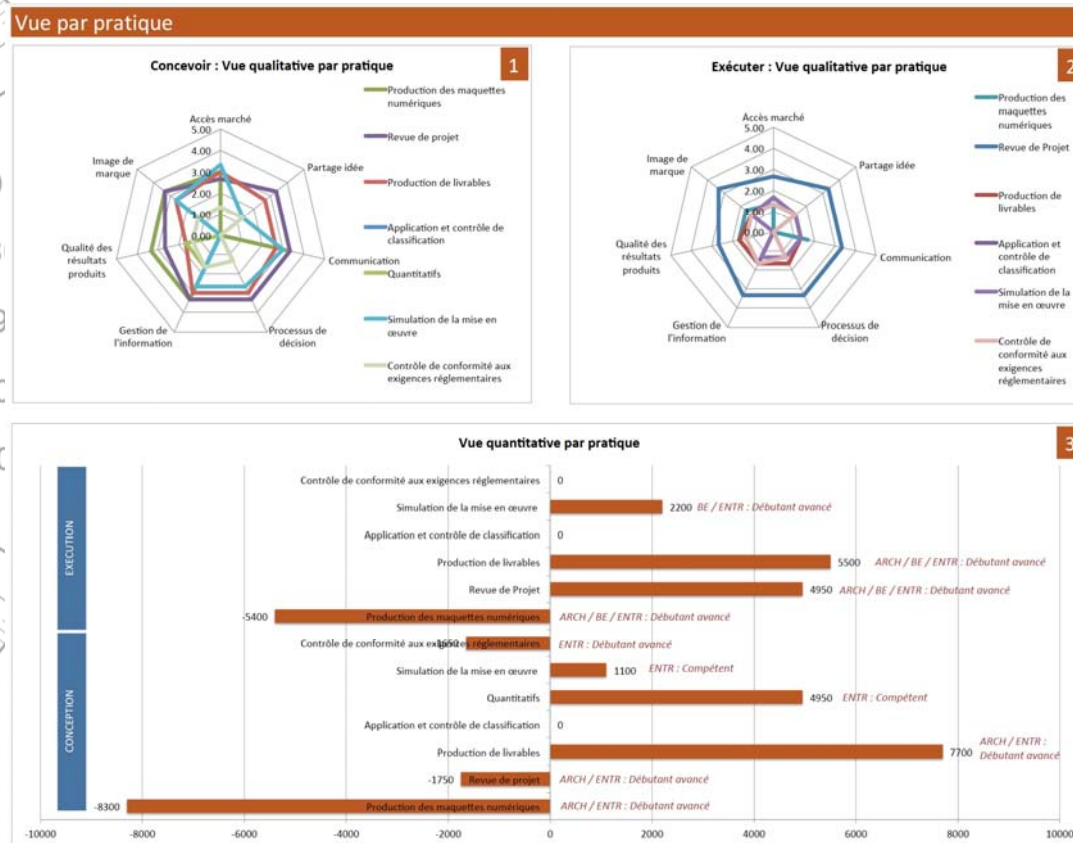 Vue par pratique
Concevoir : Vue qualitative par pratique
1
Accès marché
Partage idée
Communication
Processus de
décision
Gestion de
l'information
Qualité des
résultats
produits
Image de
marque
5.00
4.00
3.00
2.00
1.00
0.00
Production des maquettes
numériques
Revue de projet
Production de livrables
Application et contrôle de
classification
Quantitatifs
Simulation de la mise en
œuvre
Contrôle de conformité aux
exigences réglementaires
Exécuter : Vue qualitative par pratique
2
Accès marché
Partage idée
Communication
Processus de
décision
Gestion de
l'information
Qualité des
résultats
produits
Image de
marque
5.00
4.00
3.00
2.00
1.00
0.00
Production des
maquettes
numériques
Revue de Projet
Production de
livrables
Application et
contrôle de
classification
Simulation de la
mise en œuvre
Contrôle de
conformité aux
exigences
réglementaires
Vue quantitative par pratique
3
EXECUTION
Contrôle de conformité aux exigences réglementaires 0
Simulation de la mise en œuvre 2200 BE / ENTR : Débutant avancé
Application et contrôle de classification 0
Production de livrables 5500 ARCH / BE / ENTR : Débutant avancé
Revue de Projet 4950 ARCH / BE / ENTR : Débutant avancé
-5400 Production des maquettes numériques ARCH / BE / ENTR : Débutant avancé
CONCEPTION
Contrôle de conformité aux exigences réglementaires -1650 ENTR : Débutant avancé
Simulation de la mise en œuvre 1100 ENTR : Compétent
Quantitatifs 4950 ENTR : Compétent
Application et contrôle de classification 0
Production de livrables 7700 ARCH / ENTR :
Débutant avancé
-1750 Revue de projet ARCH / ENTR : Débutant avancé
-8300 Production des maquettes numériques ARCH / ENTR : Débutant avancé
-10000 -8000 -6000 -4000 -2000 0 2000 4000 6000 8000 10000